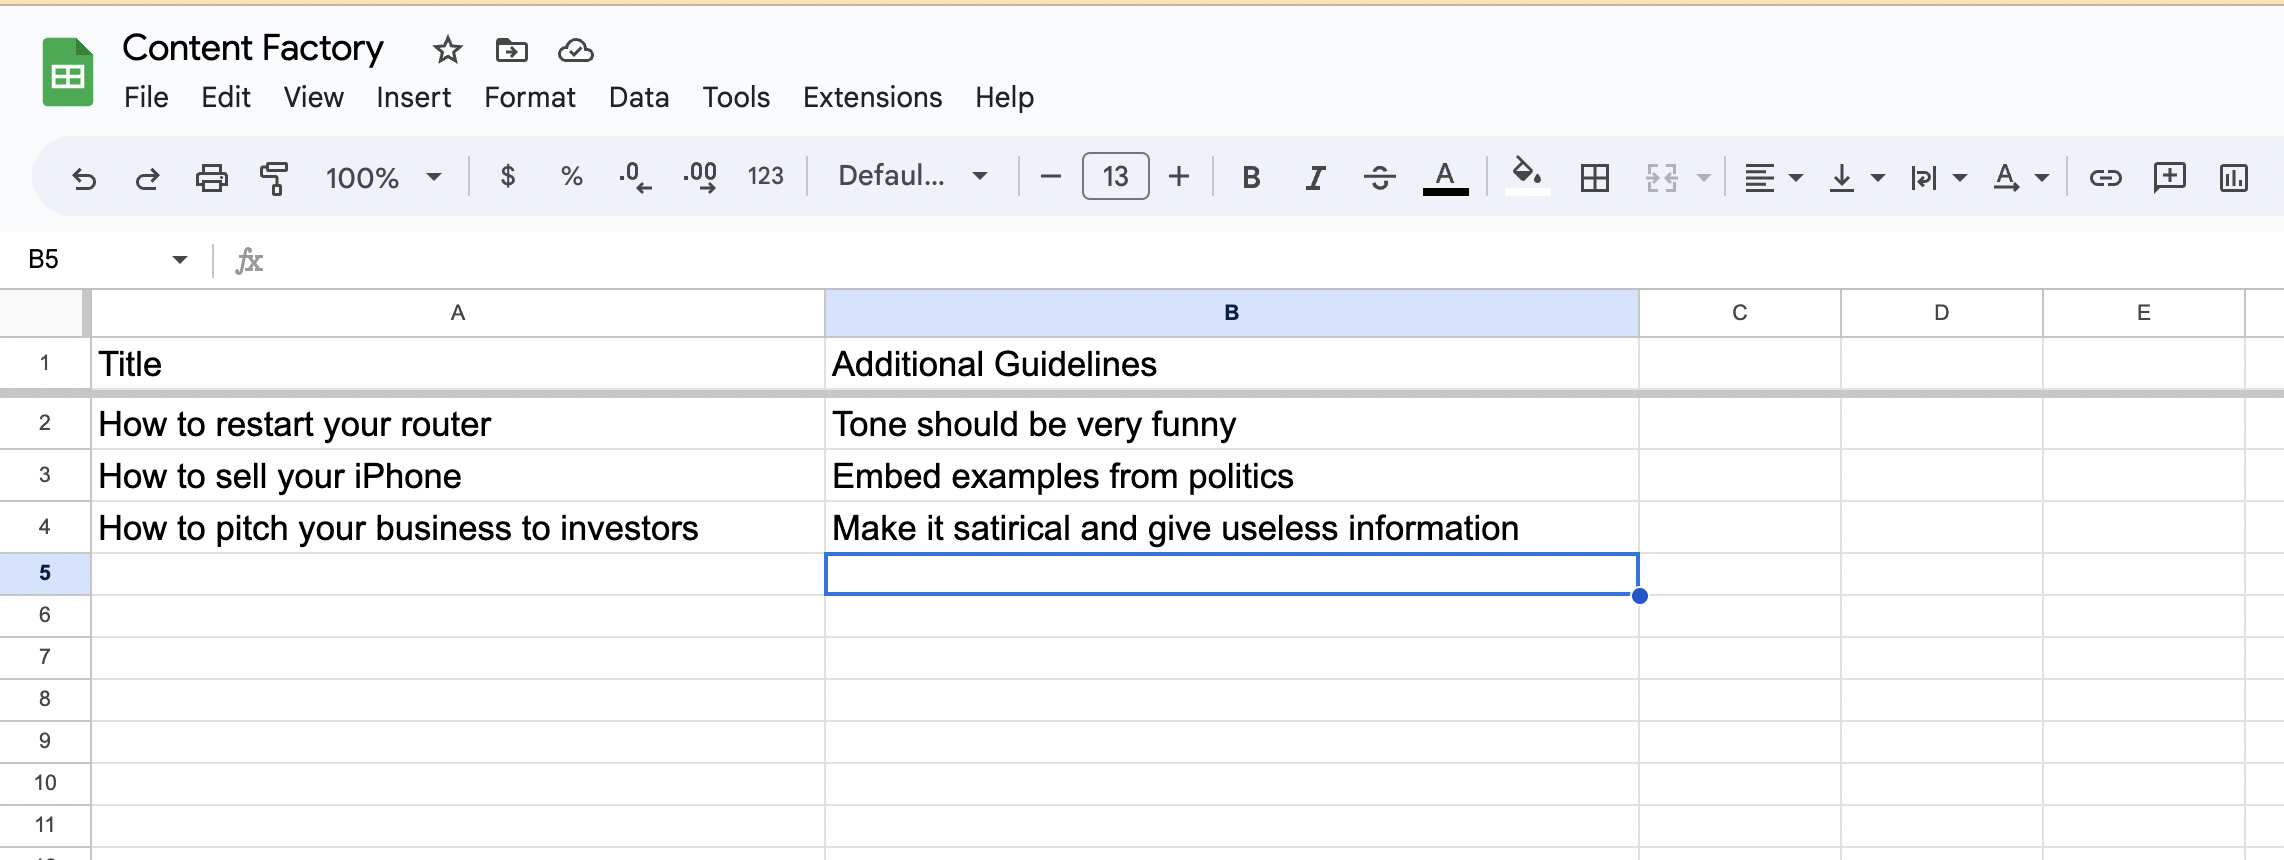 Content Factory
File Edit View Insert Format Data Tools Extensions Help
100% $ % .0 .00 123 Defaul... 13 B I S A A
B5 fx
A B C D E
1 Title Additional Guidelines
2 How to restart your router Tone should be very funny
3 How to sell your iPhone Embed examples from politics
4 How to pitch your business to investors Make it satirical and give useless information
5
6
7
8
9
10
11